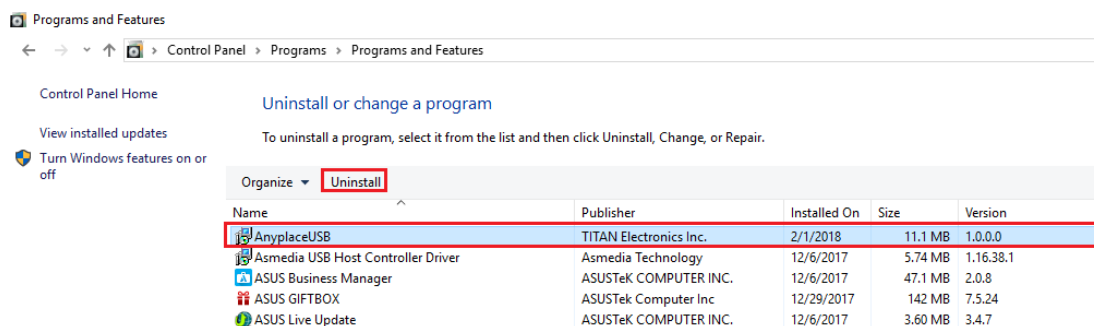 Programs and Features
Control Panel > Programs > Programs and Features
Control Panel Home
View installed updates
Turn Windows features on or
off
Uninstall or change a program
To uninstall a program, select it from the list and then click Uninstall, Change, or Repair.
Organize Uninstall
Name Publisher Installed On Size Version
AnyplaceUSB TITAN Electronics Inc. 2/1/2018 11.1 MB 1.0.0.0
Asmedia USB Host Controller Driver Asmedia Technology 12/6/2017 5.74 MB 1.16.38.1
ASUS Business Manager ASUSTeK COMPUTER INC. 12/6/2017 47.1 MB 2.0.8
ASUS GIFTBOX ASUSTek Computer Inc 12/29/2017 142 MB 7.5.24
ASUS Live Update ASUSTeK COMPUTER INC. 12/6/2017 3.60 MB 3.4.7